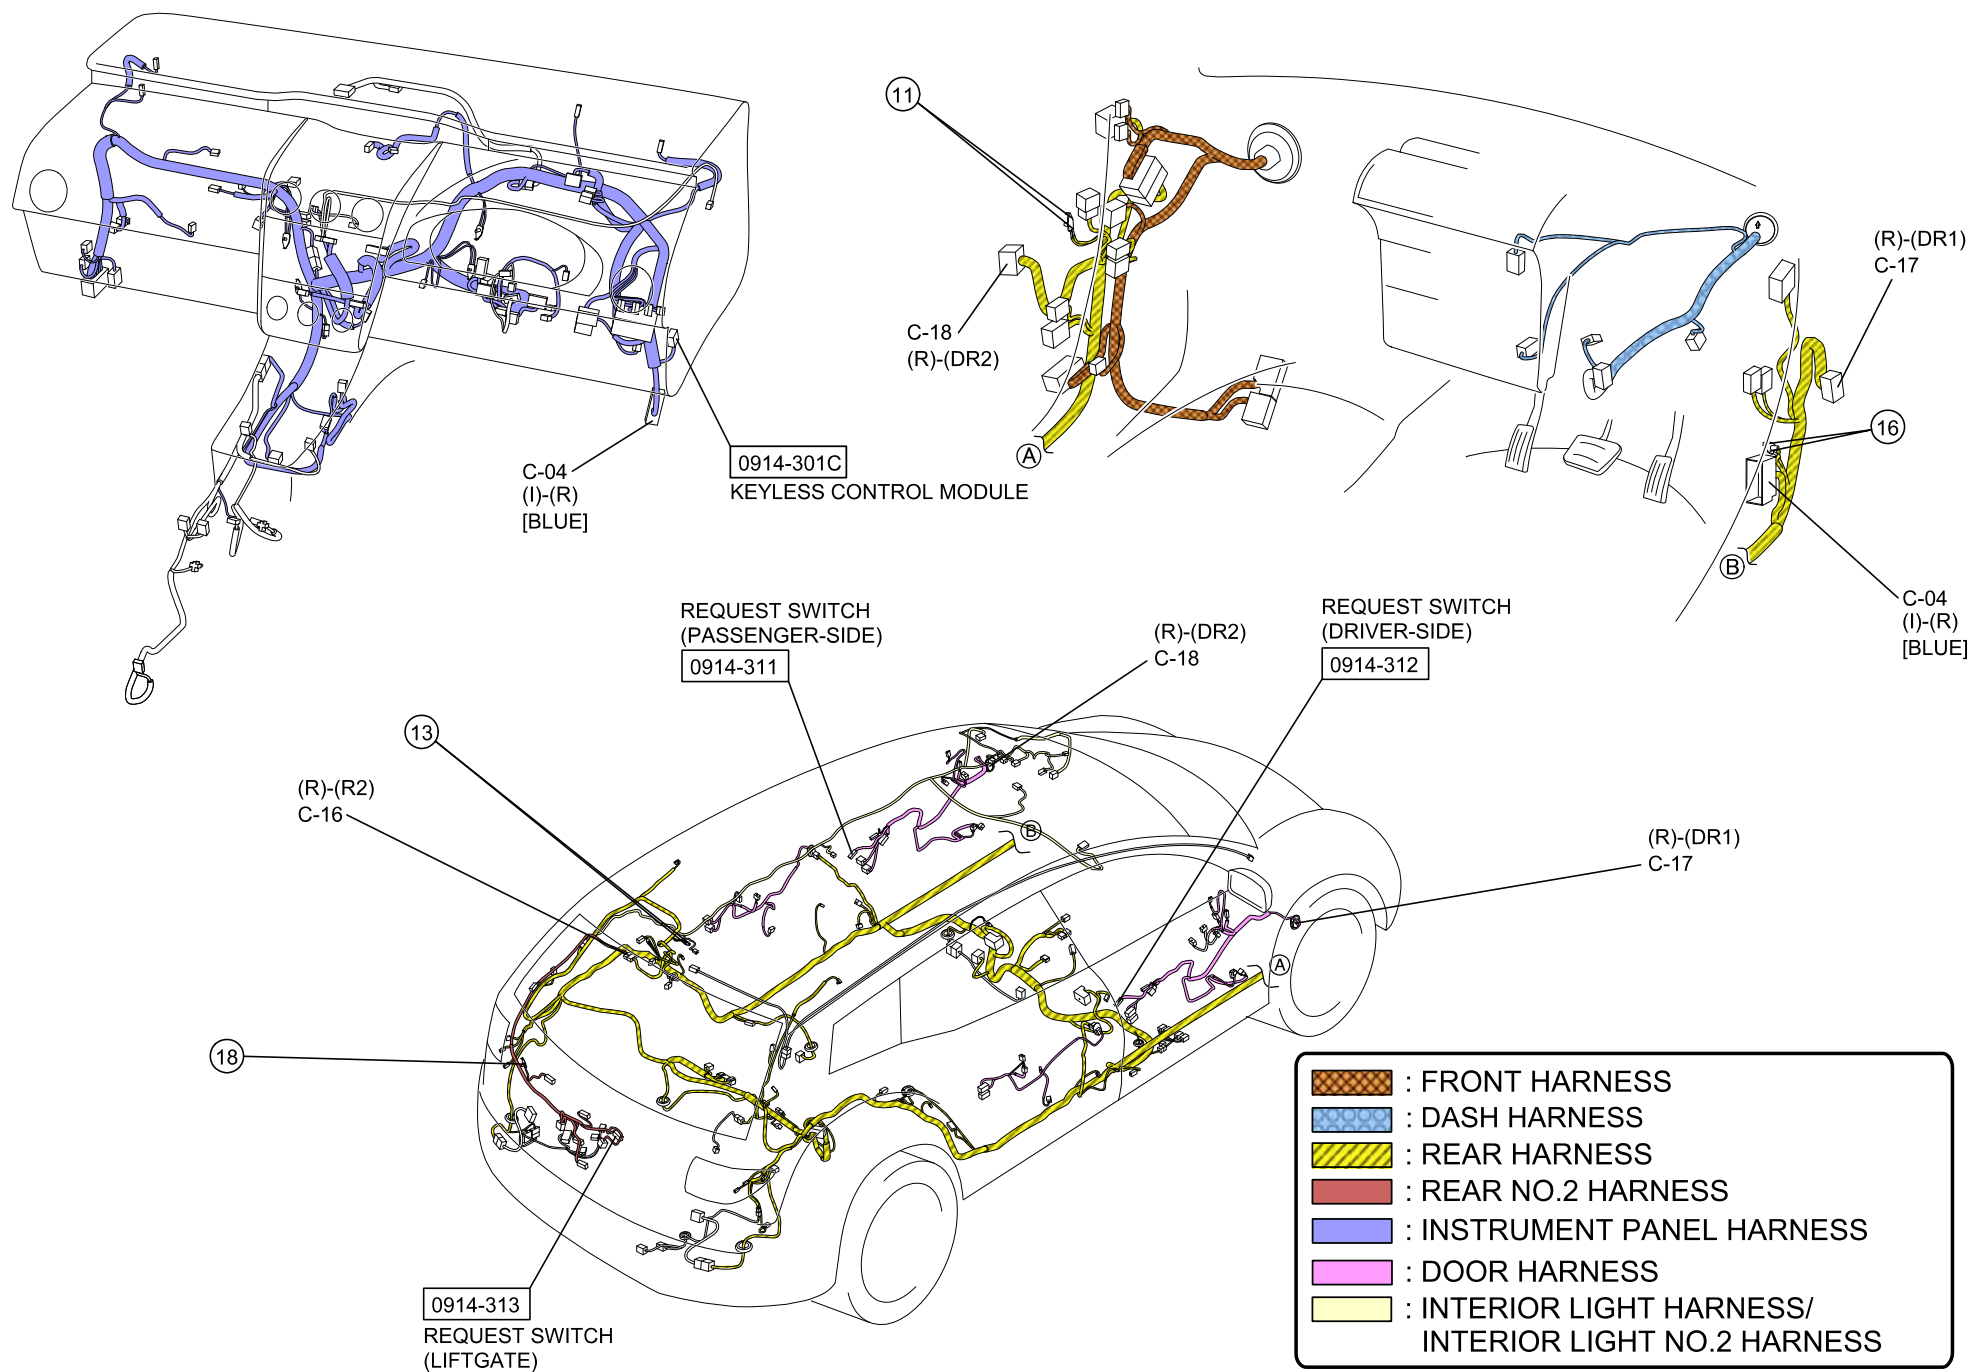 11
(R)-(DR1)
C-17
C-18
(R)-(DR2)
16
A
B
C-04
(I)-(R)
[BLUE]
0914-301C
KEYLESS CONTROL MODULE
C-04
(I)-(R)
[BLUE]
REQUEST SWITCH
(PASSENGER-SIDE)
0914-311
(R)-(DR2)
C-18
REQUEST SWITCH
(DRIVER-SIDE)
0914-312
13
(R)-(R2)
C-16
B
(R)-(DR1)
C-17
A
18
0914-313
REQUEST SWITCH
(LIFTGATE)
: FRONT HARNESS
: DASH HARNESS
: REAR HARNESS
: REAR NO.2 HARNESS
: INSTRUMENT PANEL HARNESS
: DOOR HARNESS
: INTERIOR LIGHT HARNESS/
INTERIOR LIGHT NO.2 HARNESS